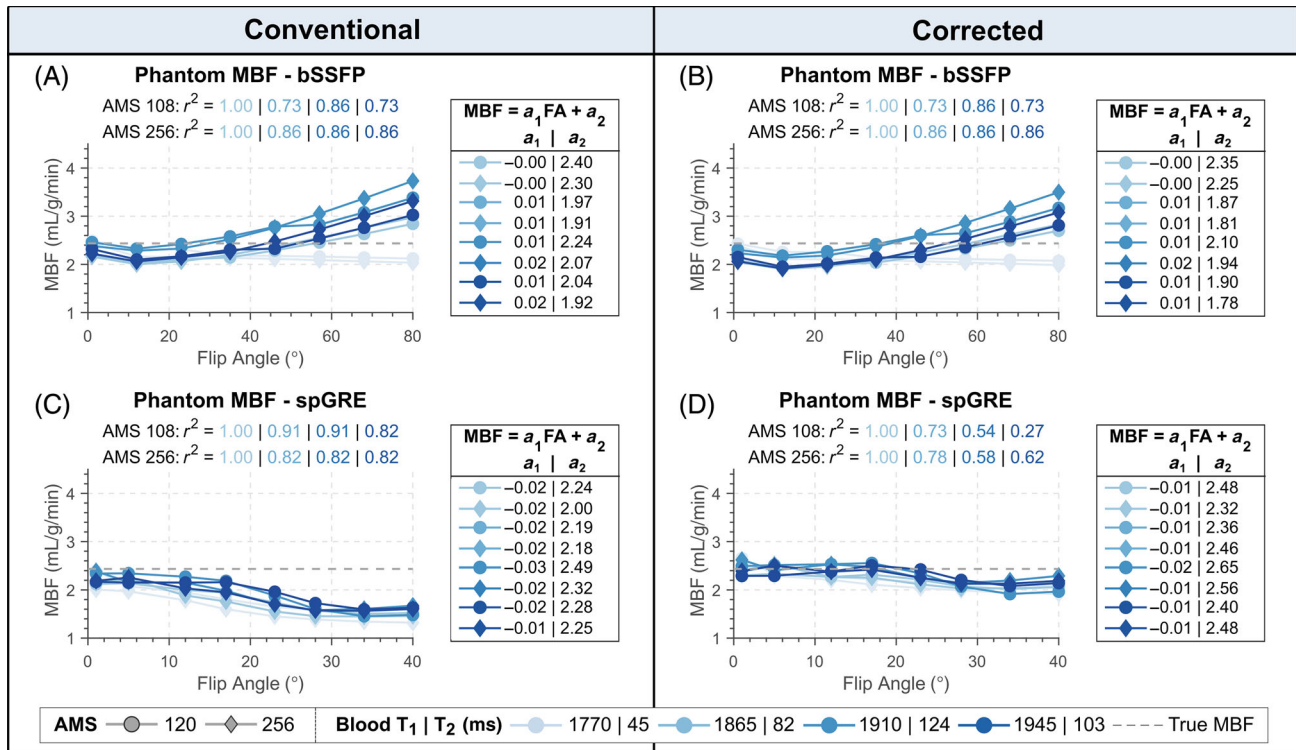 Conventional
Corrected
(A)
Phantom MBF - bSSFP
AMS 108: r² = 1.00 | 0.73 | 0.86 | 0.73
AMS 256: r² = 1.00 | 0.86 | 0.86 | 0.86
MBF = a₁FA + a₂
a₁ | a₂
−0.00 | 2.40
−0.00 | 2.30
0.01 | 1.97
0.01 | 1.91
0.01 | 2.24
0.02 | 2.07
0.01 | 2.04
0.02 | 1.92
MBF (mL/g/min)
4
3
2
1
0 20 40 60 80
Flip Angle (°)
(B)
Phantom MBF - bSSFP
AMS 108: r² = 1.00 | 0.73 | 0.86 | 0.73
AMS 256: r² = 1.00 | 0.86 | 0.86 | 0.86
MBF = a₁FA + a₂
a₁ | a₂
−0.00 | 2.35
−0.00 | 2.25
0.01 | 1.87
0.01 | 1.81
0.01 | 2.10
0.02 | 1.94
0.01 | 1.90
0.01 | 1.78
MBF (mL/g/min)
4
3
2
1
0 20 40 60 80
Flip Angle (°)
(C)
Phantom MBF - spGRE
AMS 108: r² = 1.00 | 0.91 | 0.91 | 0.82
AMS 256: r² = 1.00 | 0.82 | 0.82 | 0.82
MBF = a₁FA + a₂
a₁ | a₂
−0.02 | 2.24
−0.02 | 2.00
−0.02 | 2.19
−0.02 | 2.18
−0.03 | 2.49
−0.02 | 2.32
−0.02 | 2.28
−0.01 | 2.25
MBF (mL/g/min)
4
3
2
1
0 10 20 30 40
Flip Angle (°)
(D)
Phantom MBF - spGRE
AMS 108: r² = 1.00 | 0.73 | 0.54 | 0.27
AMS 256: r² = 1.00 | 0.78 | 0.58 | 0.62
MBF = a₁FA + a₂
a₁ | a₂
−0.01 | 2.48
−0.01 | 2.32
−0.01 | 2.36
−0.01 | 2.46
−0.02 | 2.65
−0.01 | 2.56
−0.01 | 2.40
−0.01 | 2.48
MBF (mL/g/min)
4
3
2
1
0 10 20 30 40
Flip Angle (°)
AMS 120 256 Blood T₁ | T₂ (ms) 1770 | 45 1865 | 82 1910 | 124 1945 | 103 True MBF